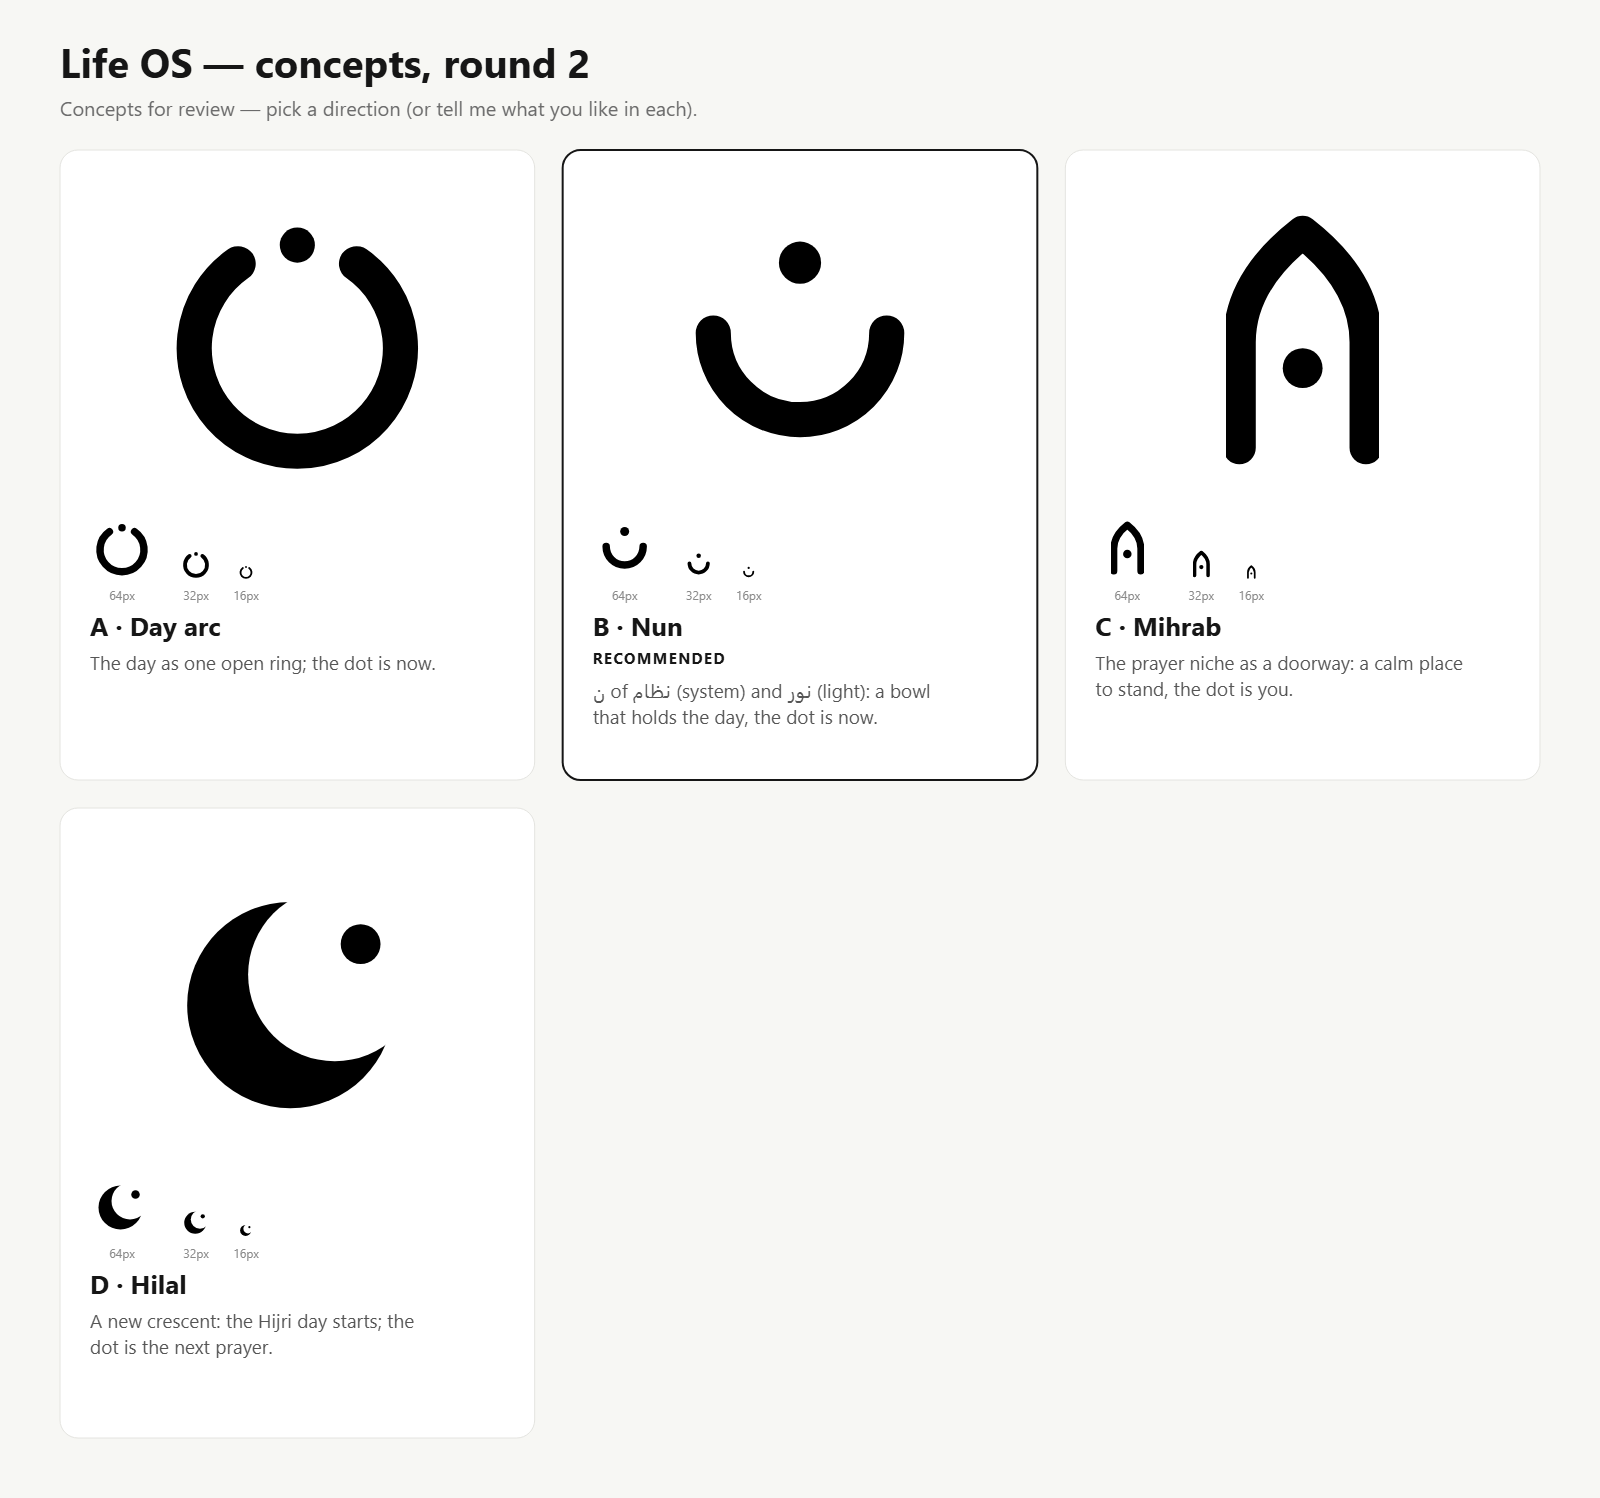 Life OS — concepts, round 2
Concepts for review — pick a direction (or tell me what you like in each).
64px 32px 16px
A · Day arc
The day as one open ring; the dot is now.
64px 32px 16px
B · Nun
RECOMMENDED
ن of نظام (system) and نور (light): a bowl
that holds the day, the dot is now.
64px 32px 16px
C · Mihrab
The prayer niche as a doorway: a calm place
to stand, the dot is you.
64px 32px 16px
D · Hilal
A new crescent: the Hijri day starts; the
dot is the next prayer.